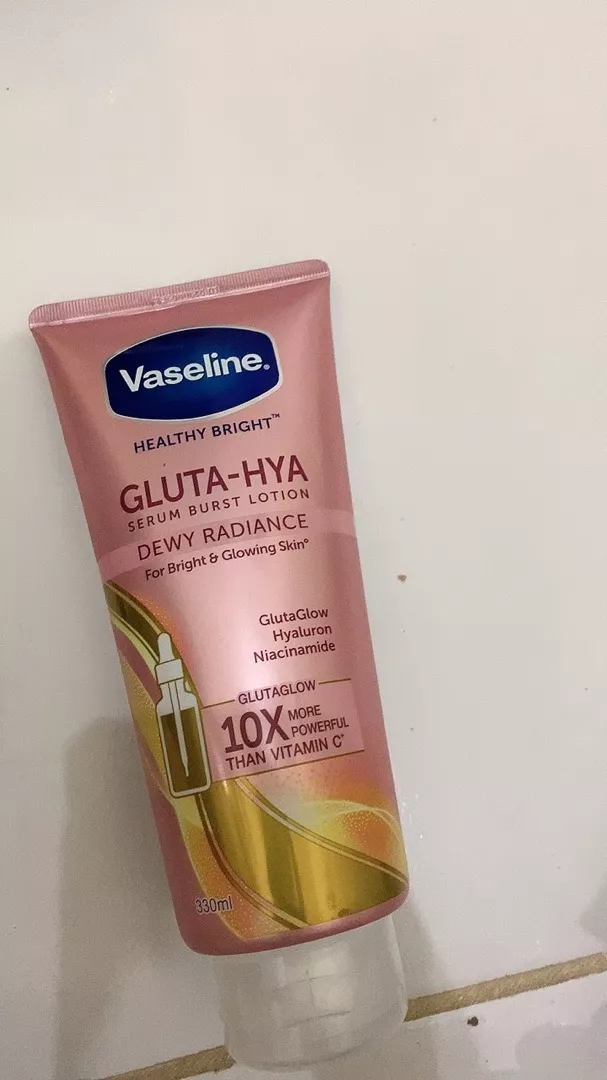 Vaseline.
HEALTHY BRIGHT™
GLUTA-HYA
SERUM BURST LOTION
DEWY RADIANCE
For Bright & Glowing Skin°
GlutaGlow
Hyaluron
Niacinamide
GLUTAGLOW
10X MORE POWERFUL
THAN VITAMIN C*
330ml